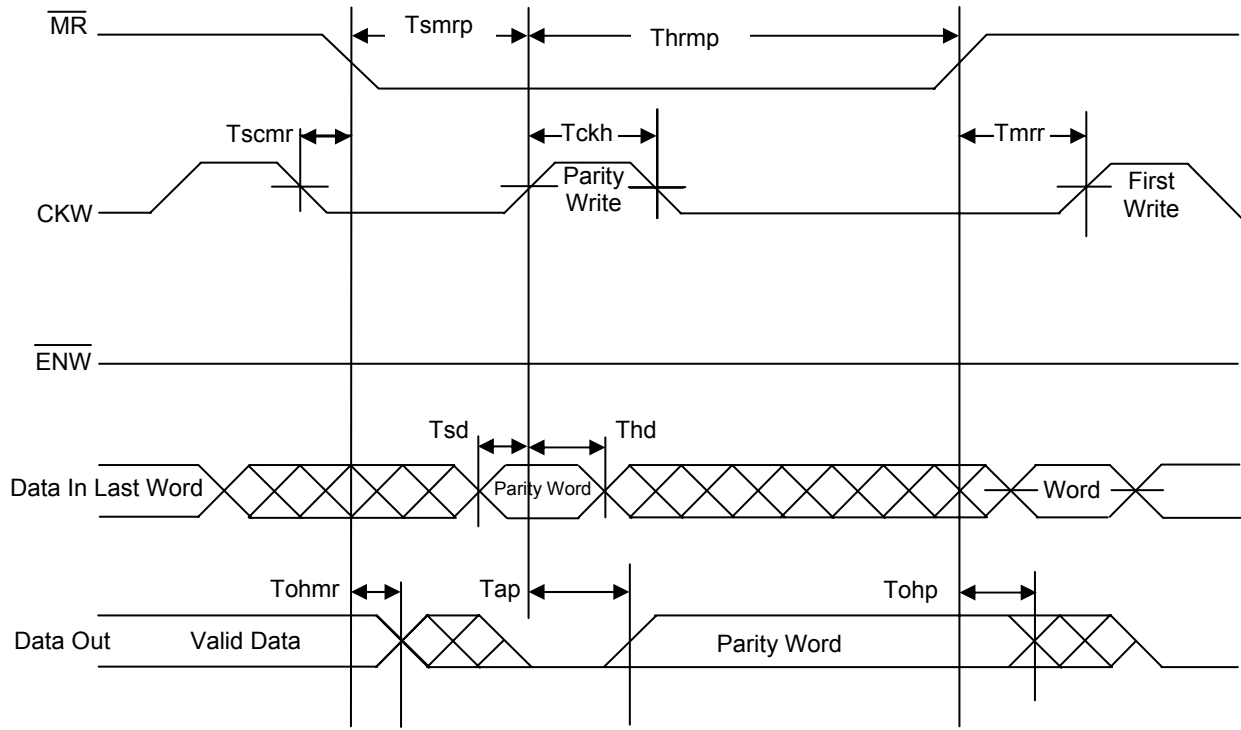 MR
Tsmrp
Thrmp
Tscmr
Tckh
Tmrr
CKW
Parity
Write
First
Write
ENW
Tsd
Thd
Data In Last Word
Parity Word
Word
Tohmr
Tap
Tohp
Data Out
Valid Data
Parity Word